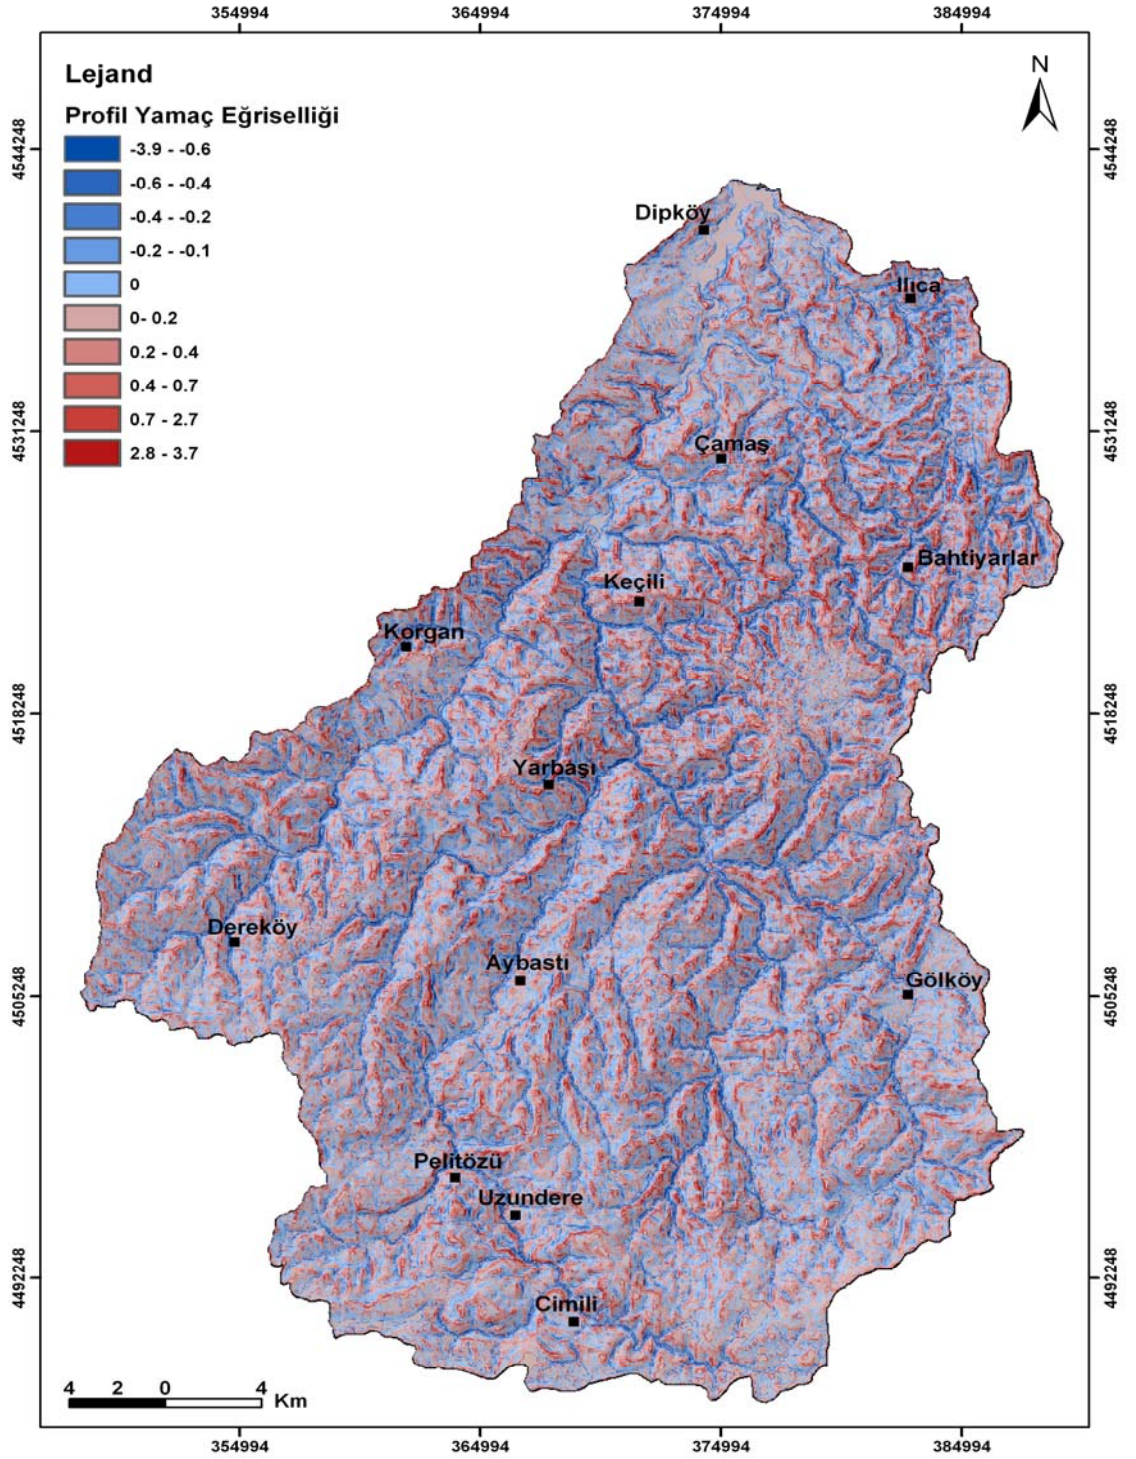 354994 364994 374994 384994
N
Lejand
Profil Yamaç Eğriselliği
-3.9 - -0.6
-0.6 - -0.4
-0.4 - -0.2
-0.2 - -0.1
0
0- 0.2
0.2 - 0.4
0.4 - 0.7
0.7 - 2.7
2.8 - 3.7
4544248 4544248
Dipköy
Ilıca
4531248 4531248
Çamaş
Bahtiyarlar
Keçili
Korgan
4518248 4518248
Yarbaşı
Dereköy
Aybastı
Gölköy
4505248 4505248
Pelitözü
Uzundere
4492248 4492248
Cimili
4 2 0 4
Km
354994 364994 374994 384994